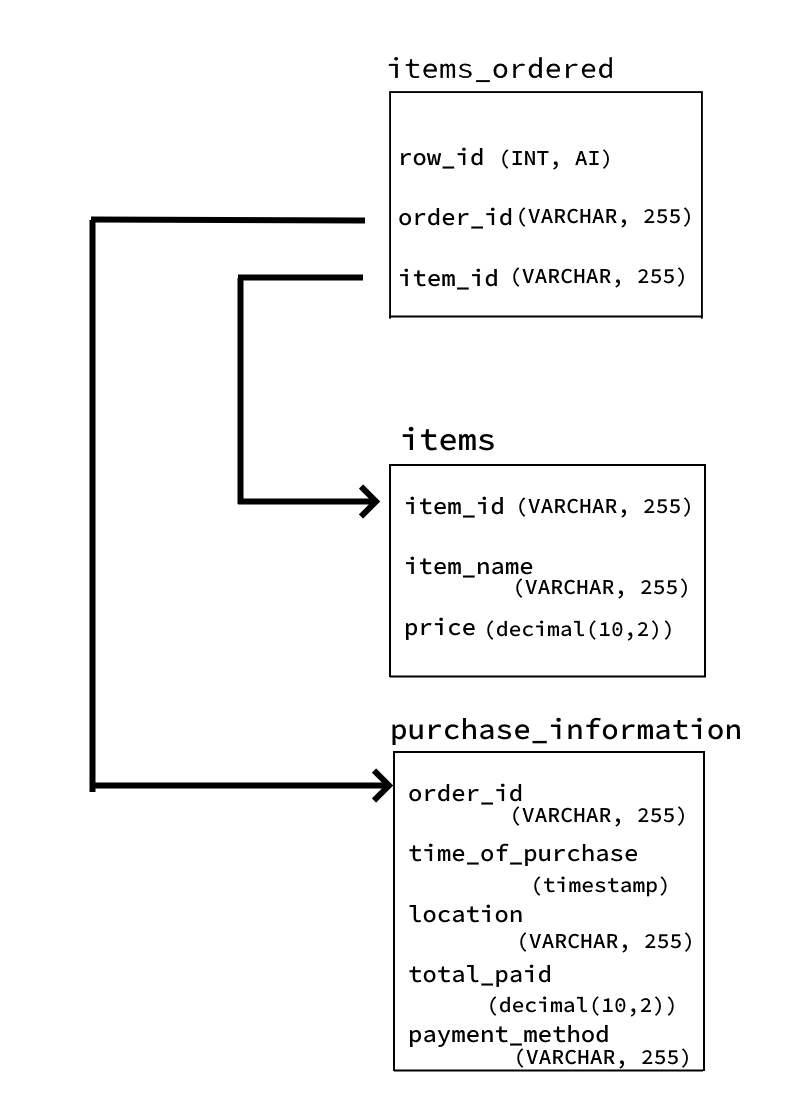 items_ordered
row_id (INT, AI)
order_id(VARCHAR, 255)
item_id (VARCHAR, 255)
items
item_id (VARCHAR, 255)
item_name
(VARCHAR, 255)
price (decimal(10,2))
purchase_information
order_id
(VARCHAR, 255)
time_of_purchase
(timestamp)
location
(VARCHAR, 255)
total_paid
(decimal(10,2))
payment_method
(VARCHAR, 255)